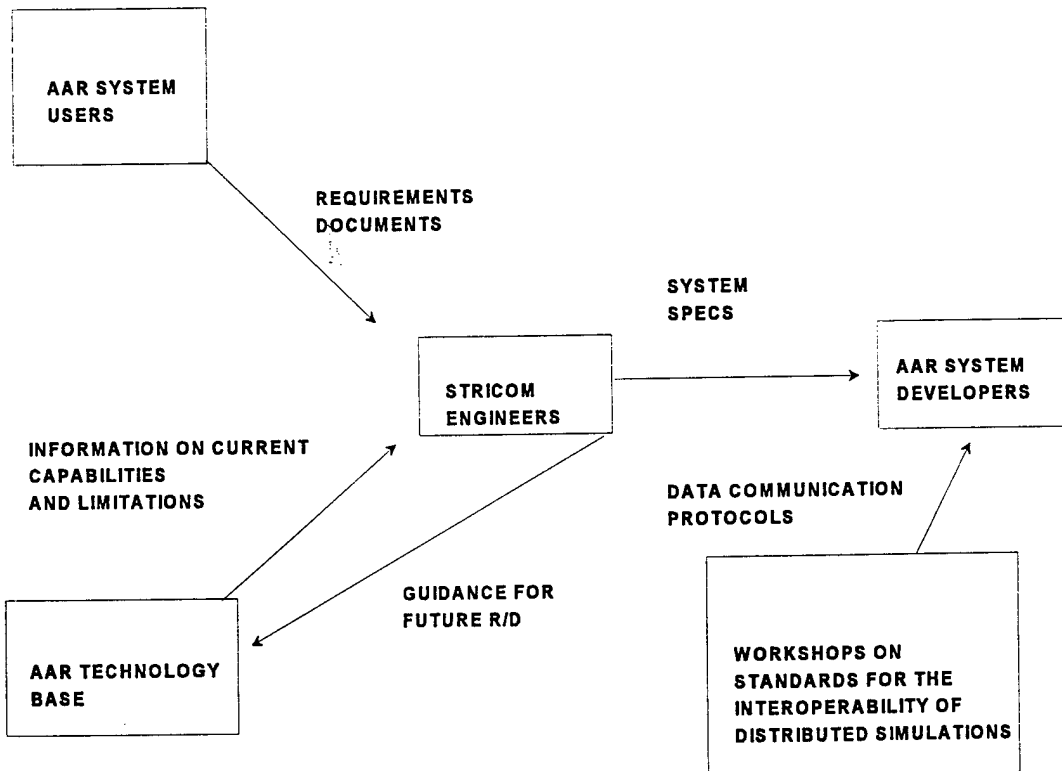 AAR SYSTEM
USERS
REQUIREMENTS
DOCUMENTS
SYSTEM
SPECS
STRICOM
ENGINEERS
AAR SYSTEM
DEVELOPERS
INFORMATION ON CURRENT
CAPABILITIES
AND LIMITATIONS
DATA COMMUNICATION
PROTOCOLS
GUIDANCE FOR
FUTURE R/D
AAR TECHNOLOGY
BASE
WORKSHOPS ON
STANDARDS FOR THE
INTEROPERABILITY OF
DISTRIBUTED SIMULATIONS